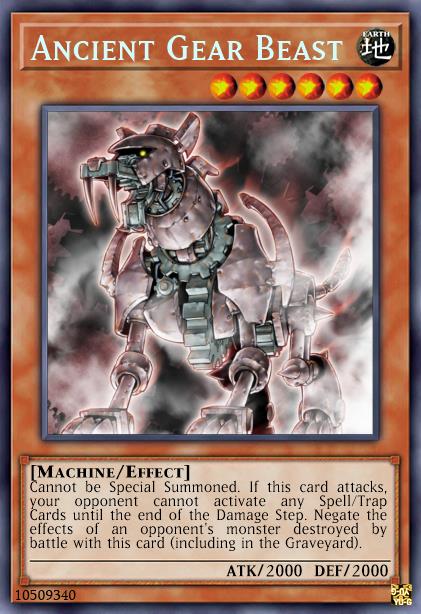 ANCIENT GEAR BEAST
EARTH
地
[MACHINE/EFFECT]
Cannot be Special Summoned. If this card attacks,
your opponent cannot activate any Spell/Trap
Cards until the end of the Damage Step. Negate the
effects of an opponent's monster destroyed by
battle with this card (including in the Graveyard).
ATK/2000 DEF/2000
10509340